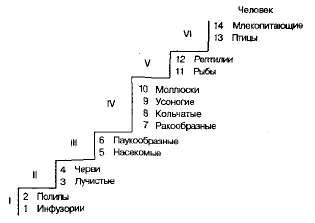 Человек
VI
14 Млекопитающие
13 Птицы
V
12 Рептилии
11 Рыбы
IV
10 Моллюски
9 Усоногие
8 Кольчатые
7 Ракообразные
III
6 Паукообразные
5 Насекомые
II
4 Черви
3 Лучистые
I
2 Полипы
1 Инфузории